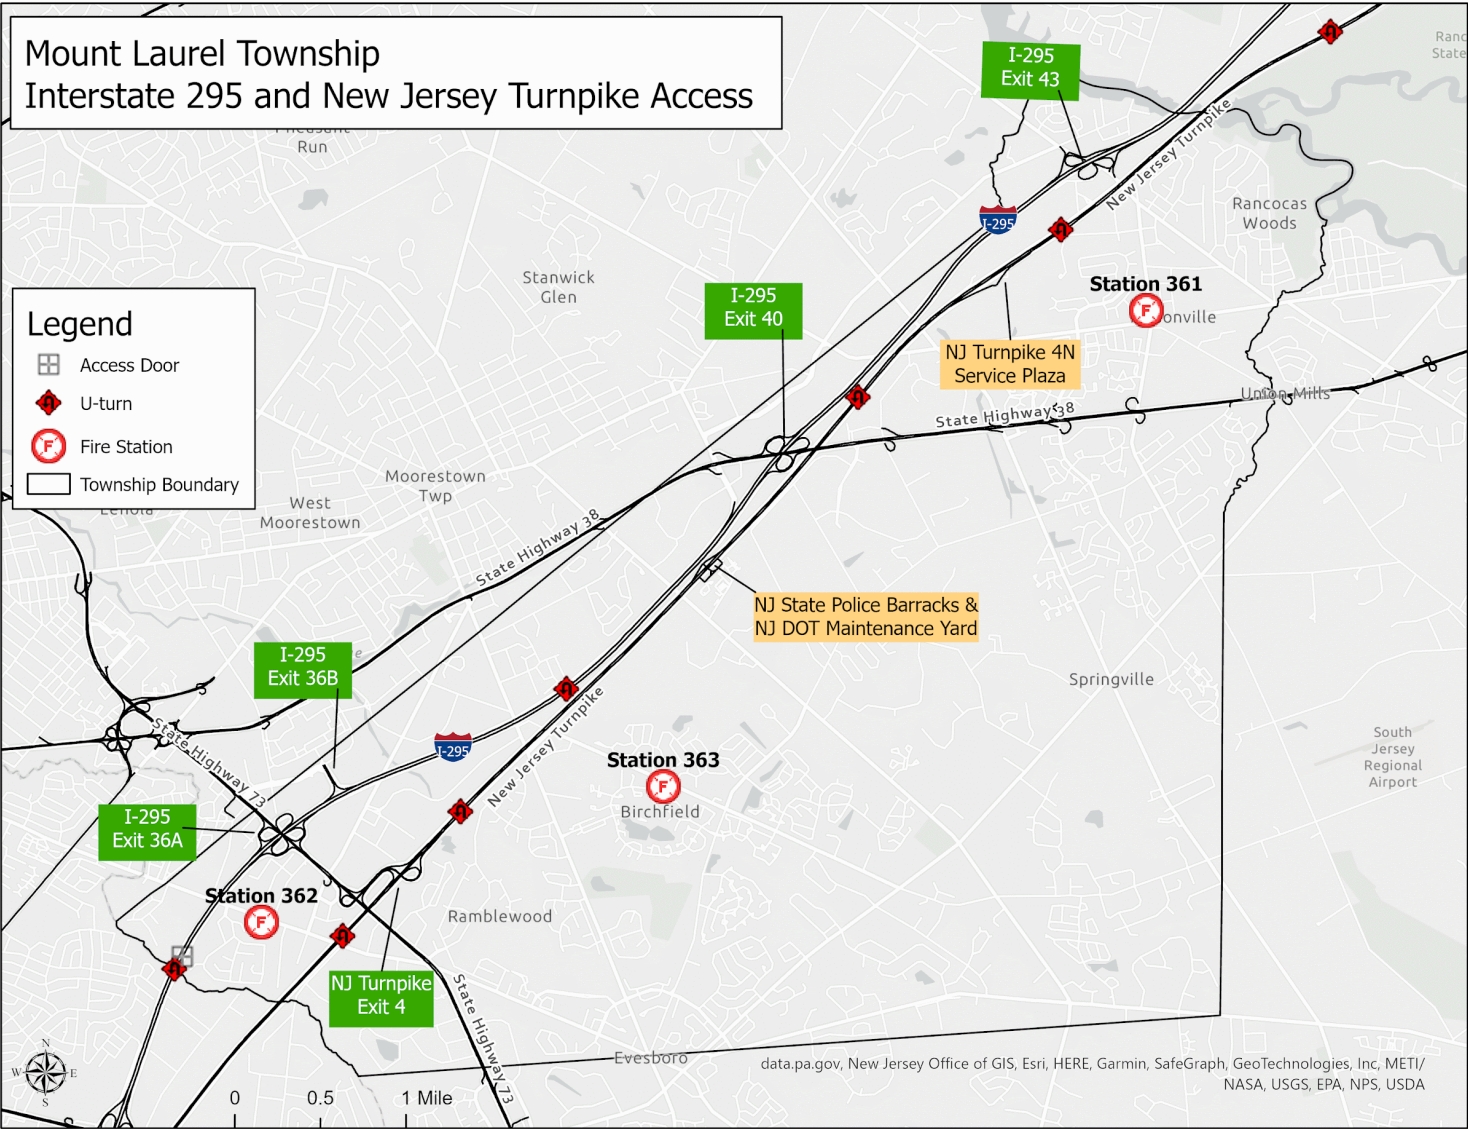 Mount Laurel Township
Interstate 295 and New Jersey Turnpike Access
Run
I-295
Exit 43
Ranc
State
New Jersey Turnpike
Rancocas
Woods
I-295
Stanwick
Glen
Station 361
F
onville
I-295
Exit 40
NJ Turnpike 4N
Service Plaza
Legend
Access Door
U-turn
F
Fire Station
Township Boundary
State Highway 38
Moorestown
Twp
West
Moorestown
Lenola
State Highway 38
NJ State Police Barracks &
NJ DOT Maintenance Yard
I-295
Exit 36B
Springville
State Highway 73
I-295
New Jersey Turnpike
South
Jersey
Regional
Airport
Station 363
F
Birchfield
I-295
Exit 36A
Station 362
F
Ramblewood
NJ Turnpike
Exit 4
State Highway 73
Evesboro
N
W
E
S
0
0.5
1 Mile
data.pa.gov, New Jersey Office of GIS, Esri, HERE, Garmin, SafeGraph, GeoTechnologies, Inc, METI/
NASA, USGS, EPA, NPS, USDA